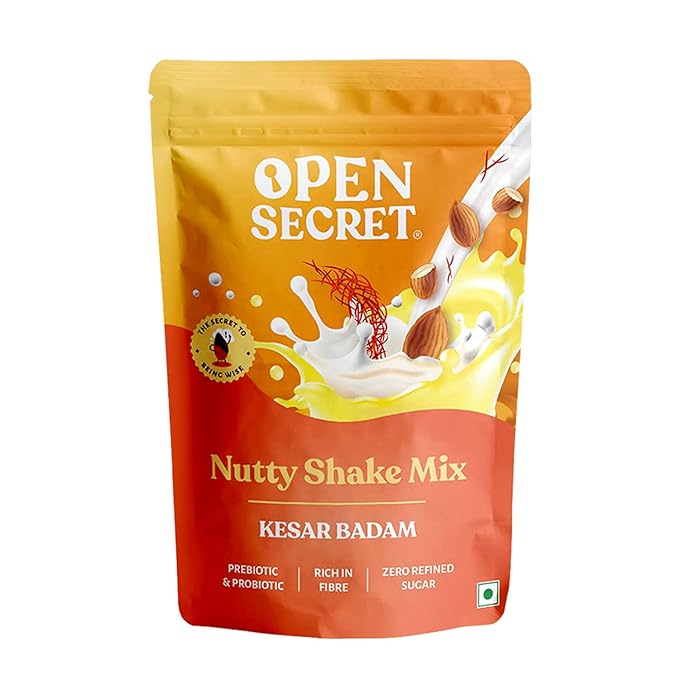 OPEN
SECRET®
THE SECRET TO
BEING WISE
Nutty Shake Mix
KESAR BADAM
PREBIOTIC
& PROBIOTIC
RICH IN
FIBRE
ZERO REFINED
SUGAR